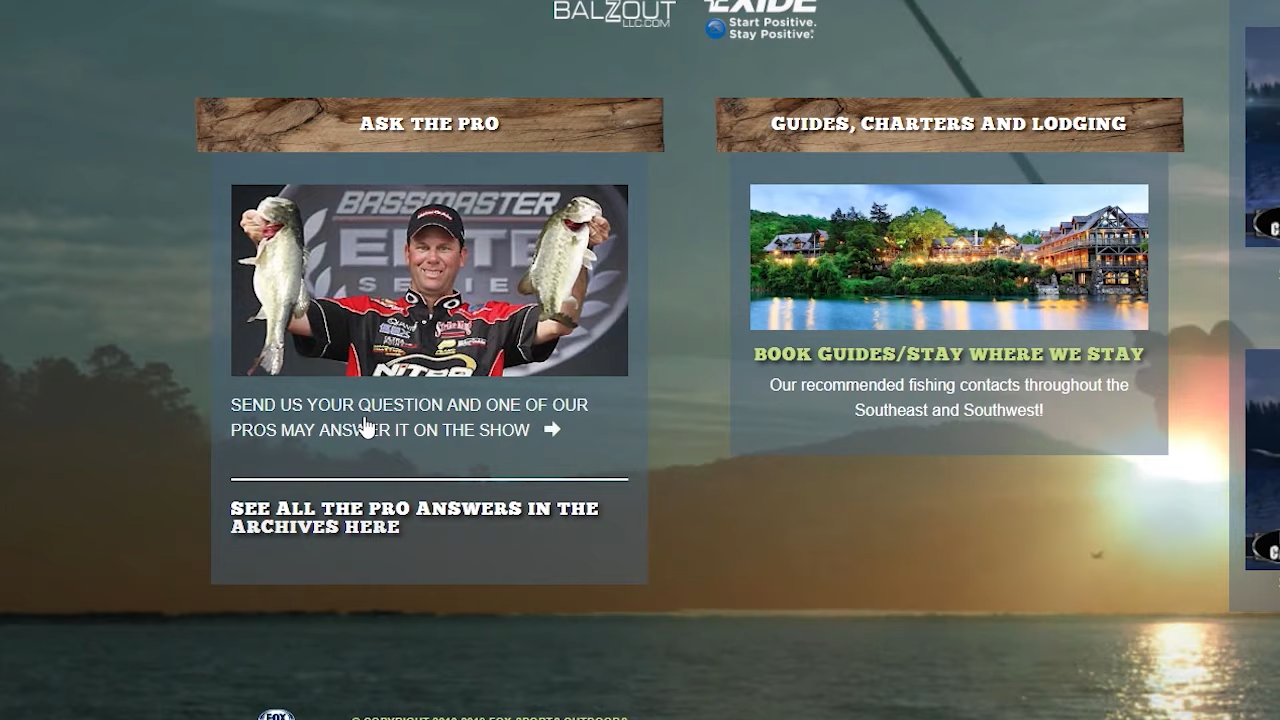 BALZOUT
LLC.COM
EXIDE
Start Positive.
Stay Positive.
ASK THE PRO
GUIDES, CHARTERS AND LODGING
BASSMASTER
ELITE
SERIES
NITRO
BOOK GUIDES/STAY WHERE WE STAY
Our recommended fishing contacts throughout the
Southeast and Southwest!
SEND US YOUR QUESTION AND ONE OF OUR
PROS MAY ANSWER IT ON THE SHOW
SEE ALL THE PRO ANSWERS IN THE
ARCHIVES HERE
FOX